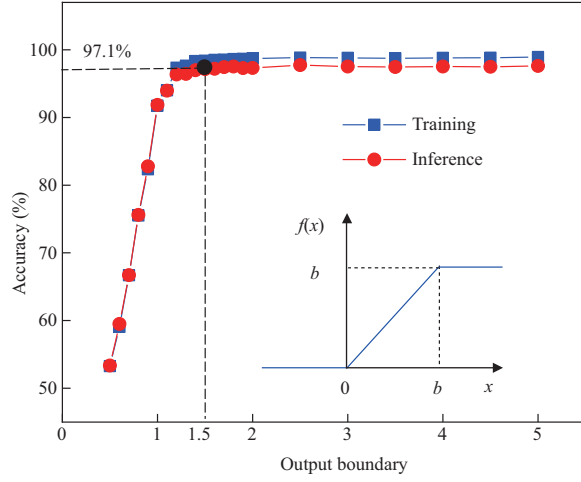 100
97.1%
90
80
70
60
50
Accuracy (%)
Training
Inference
f(x)
b
0
b
x
0
1
1.5
2
3
4
5
Output boundary